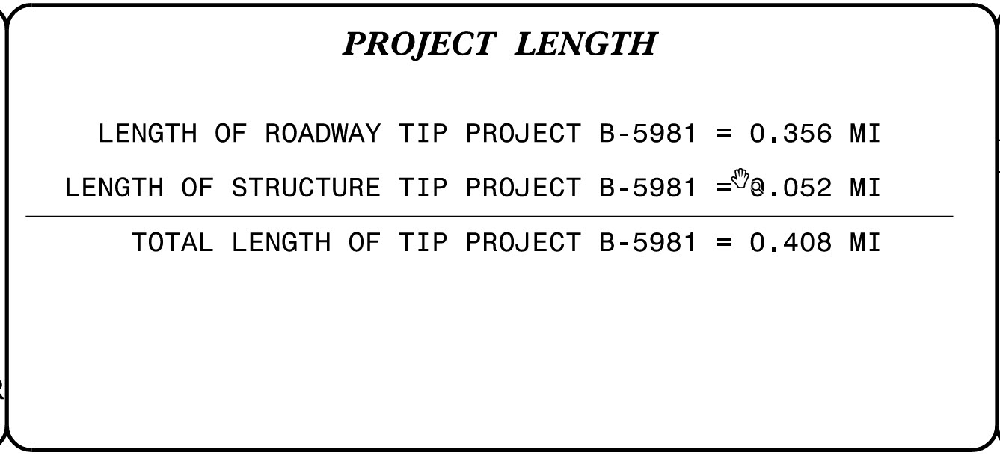 PROJECT LENGTH
LENGTH OF ROADWAY TIP PROJECT B-5981 = 0.356 MI
LENGTH OF STRUCTURE TIP PROJECT B-5981 = 0.052 MI
TOTAL LENGTH OF TIP PROJECT B-5981 = 0.408 MI